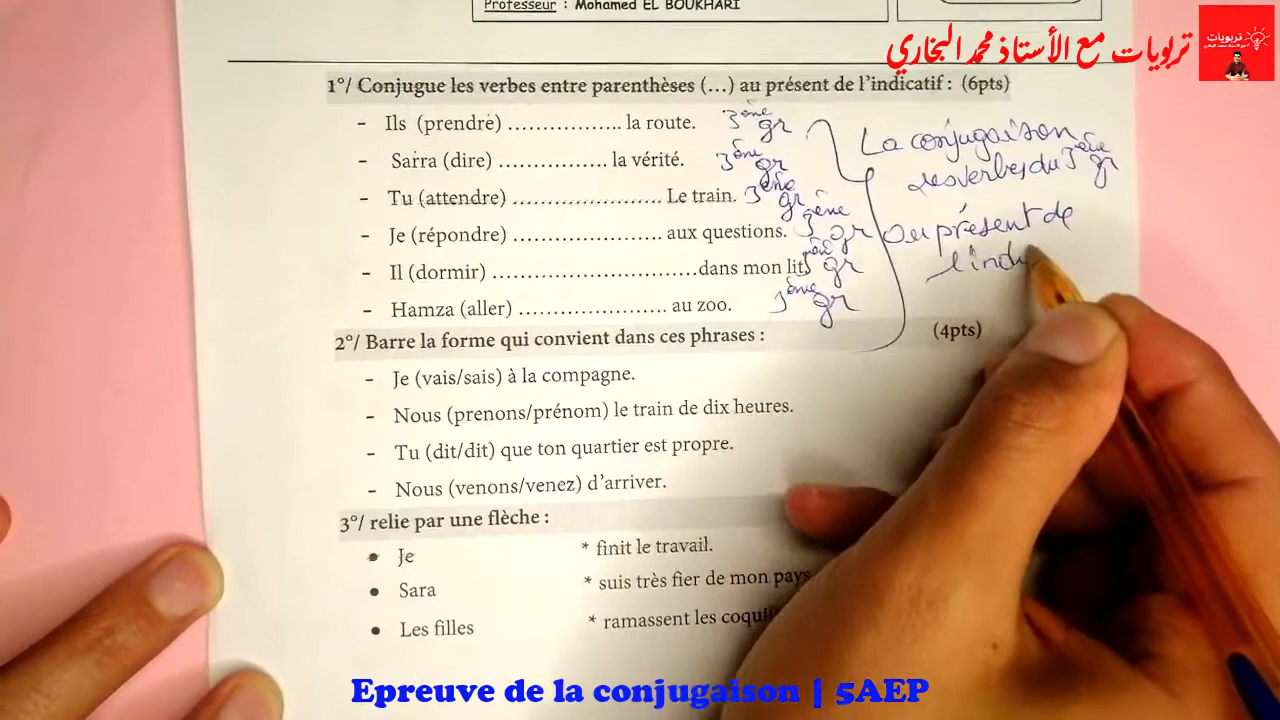 Professeur : Mohamed EL BOUKHARI
تربويات مع الأستاذ محمد البخاري
تربويات
1°/ Conjugue les verbes entre parenthèses (…) au présent de l'indicatif : (6pts)
- Ils (prendre) ................. la route. 3ème gr
- Sarra (dire) ................ la vérité. 3ème gr
- Tu (attendre) ...................... Le train. 3ème gr
- Je (répondre) ...................... aux questions. 3ème gr
- Il (dormir) ..............................dans mon lit. 3ème gr
- Hamza (aller) ...................... au zoo. 3ème gr
La conjugaison
des verbes du 3ème gr
au présent de
l'indi
2°/ Barre la forme qui convient dans ces phrases : (4pts)
- Je (vais/sais) à la compagne.
- Nous (prenons/prénom) le train de dix heures.
- Tu (dit/dit) que ton quartier est propre.
- Nous (venons/venez) d'arriver.
3°/ relie par une flèche :
• Je * finit le travail.
• Sara * suis très fier de mon pays
• Les filles * ramassent les coqui
Epreuve de la conjugaison | 5AEP